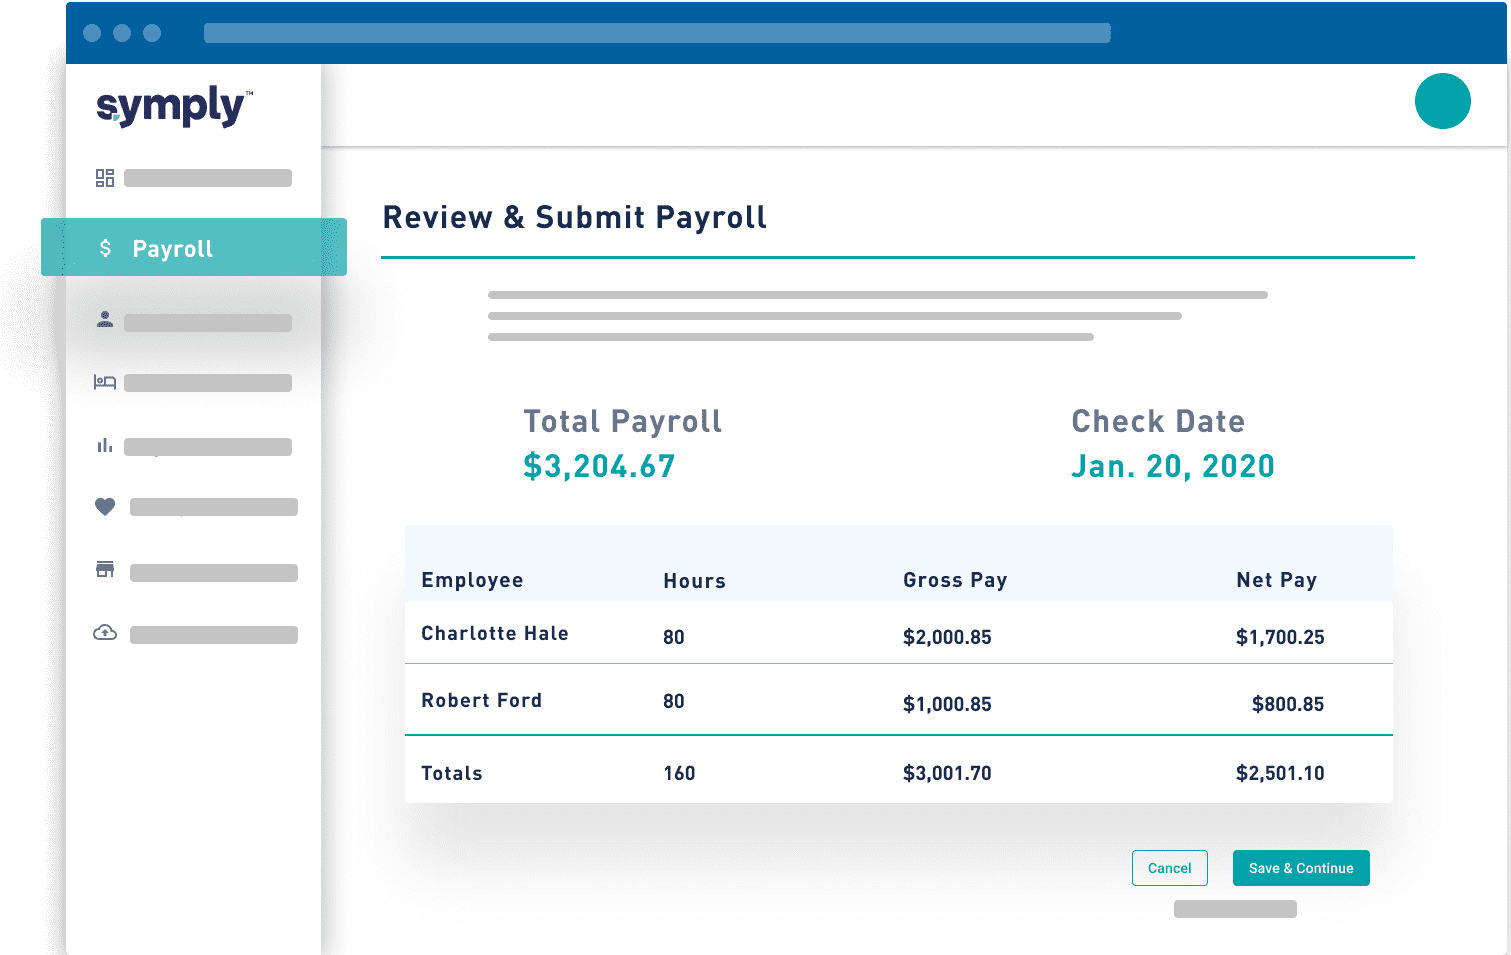 symply™
$ Payroll
Review & Submit Payroll
Total Payroll
$3,204.67
Check Date
Jan. 20, 2020
Employee Hours Gross Pay Net Pay
Charlotte Hale 80 $2,000.85 $1,700.25
Robert Ford 80 $1,000.85 $800.85
Totals 160 $3,001.70 $2,501.10
Cancel Save & Continue